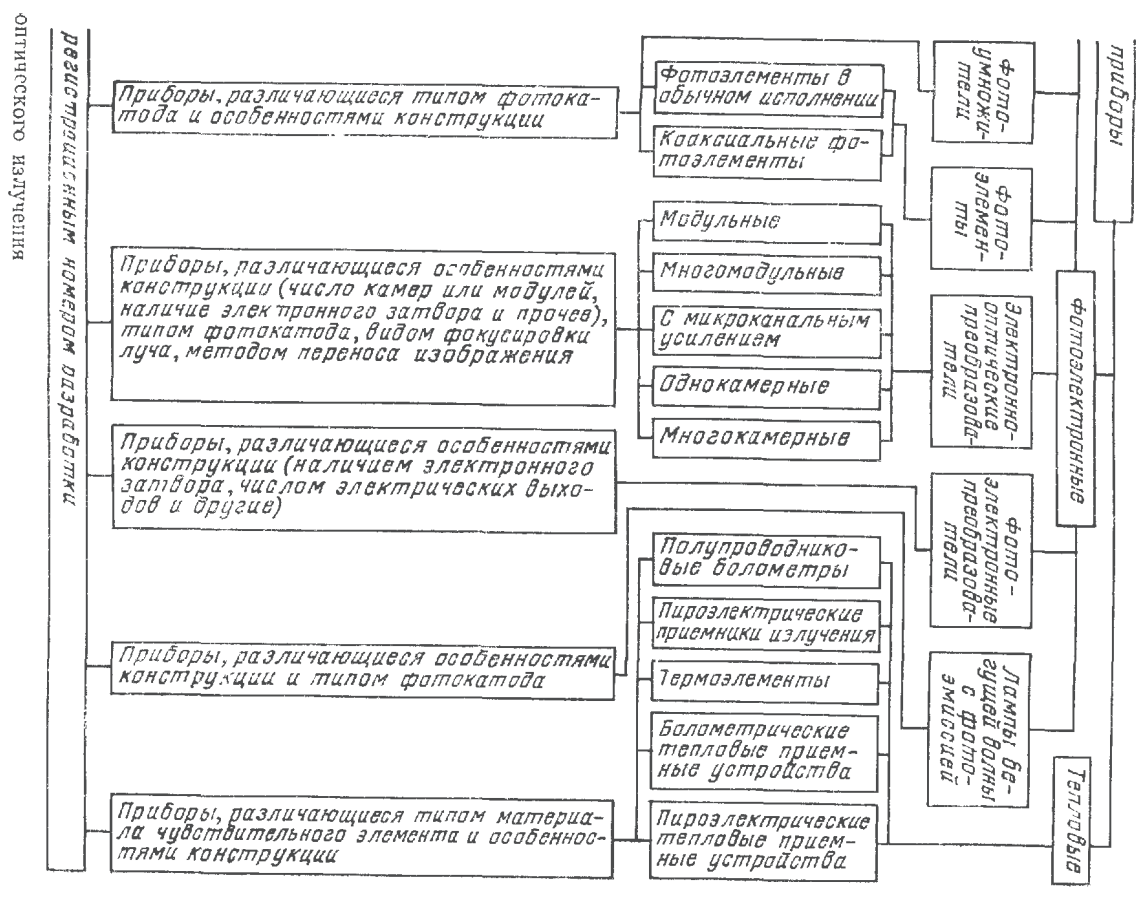 оптического излучения
регистрационным номером разработки
Приборы, различающиеся типом фотока-
тода и особенностями конструкции
Приборы, различающиеся особенностями
конструкции (число камер или модулей,
наличие электронного затвора и прочее),
типом фотокатода, видом фокусировки
луча, методом переноса изображения
Приборы, различающиеся особенностями
конструкции (наличием электронного
затвора, числом электрических выхо-
дов и другие)
Приборы, различающиеся особенностями
конструкции и типом фотокатода
Приборы, различающиеся типом материа-
ла чувствительного элемента и особеннос-
тями конструкции
Фотоэлементы в
обычном исполнении
Коаксиальные фо-
тоэлементы
Модульные
Многомодульные
С микроканальным
усилением
Однокамерные
Многокамерные
Полупроводнико-
вые болометры
Пироэлектрические
приемники излучения
Термоэлементы
Болометрические
тепловые прием-
ные устройства
Пироэлектрические
тепловые прием-
ные устройства
Фото-
умножи-
тели
Фото-
элемен-
ты
Электронно-
оптические
преобразова-
тели
Фото-
электронные
преобразова-
тели
Лампы бе-
гущей волны
с фото-
эмиссией
Фотоэлектронные
Тепловые
приборы